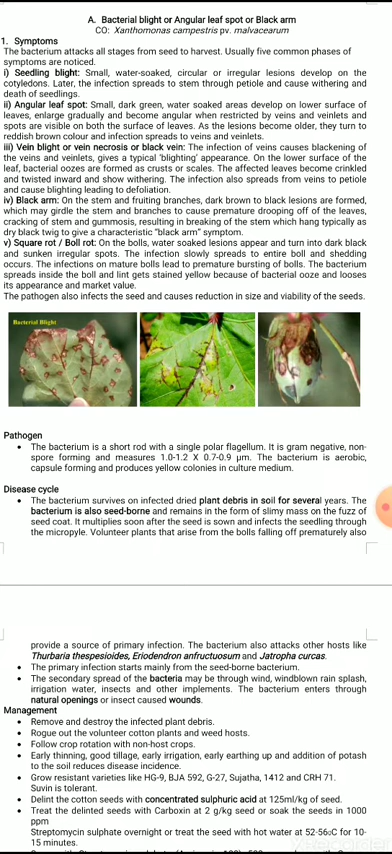 A. Bacterial blight or Angular leaf spot or Black arm
CO: Xanthomonas campestris pv. malvacearum
1. Symptoms
The bacterium attacks all stages from seed to harvest. Usually five common phases of
symptoms are noticed.
i) Seedling blight: Small, water-soaked, circular or irregular lesions develop on the
cotyledons. Later, the infection spreads to stem through petiole and cause withering and
death of seedlings.
ii) Angular leaf spot: Small, dark green, water soaked areas develop on lower surface of
leaves, enlarge gradually and become angular when restricted by veins and veinlets and
spots are visible on both the surface of leaves. As the lesions become older, they turn to
reddish brown colour and infection spreads to veins and veinlets.
iii) Vein blight or vein necrosis or black vein: The infection of veins causes blackening of
the veins and veinlets, gives a typical 'blighting' appearance. On the lower surface of the
leaf, bacterial oozes are formed as crusts or scales. The affected leaves become crinkled
and twisted inward and show withering. The infection also spreads from veins to petiole
and cause blighting leading to defoliation.
iv) Black arm: On the stem and fruiting branches, dark brown to black lesions are formed,
which may girdle the stem and branches to cause premature drooping off of the leaves,
cracking of stem and gummosis, resulting in breaking of the stem which hang typically as
dry black twig to give a characteristic "black arm" symptom.
v) Square rot / Boll rot: On the bolls, water soaked lesions appear and turn into dark black
and sunken irregular spots. The infection slowly spreads to entire boll and shedding
occurs. The infections on mature bolls lead to premature bursting of bolls. The bacterium
spreads inside the boll and lint gets stained yellow because of bacterial ooze and looses
its appearance and market value.
The pathogen also infects the seed and causes reduction in size and viability of the seeds.
Bacterial Blight
Pathogen
• The bacterium is a short rod with a single polar flagellum. It is gram negative, non-
spore forming and measures 1.0-1.2 X 0.7-0.9 μm. The bacterium is aerobic,
capsule forming and produces yellow colonies in culture medium.
Disease cycle
• The bacterium survives on infected dried plant debris in soil for several years. The
bacterium is also seed-borne and remains in the form of slimy mass on the fuzz of
seed coat. It multiplies soon after the seed is sown and infects the seedling through
the micropyle. Volunteer plants that arise from the bolls falling off prematurely also
provide a source of primary infection. The bacterium also attacks other hosts like
Thurbaria thespesioides, Eriodendron anfructuosum and Jatropha curcas.
• The primary infection starts mainly from the seed-borne bacterium.
• The secondary spread of the bacteria may be through wind, windblown rain splash,
irrigation water, insects and other implements. The bacterium enters through
natural openings or insect caused wounds.
Management
• Remove and destroy the infected plant debris.
• Rogue out the volunteer cotton plants and weed hosts.
• Follow crop rotation with non-host crops.
• Early thinning, good tillage, early irrigation, early earthing up and addition of potash
to the soil reduces disease incidence.
• Grow resistant varieties like HG-9, BJA 592, G-27, Sujatha, 1412 and CRH 71.
Suvin is tolerant.
• Delint the cotton seeds with concentrated sulphuric acid at 125ml/kg of seed.
• Treat the delinted seeds with Carboxin at 2 g/kg seed or soak the seeds in 1000
ppm
Streptomycin sulphate overnight or treat the seed with hot water at 52-56oC for 10-
15 minutes.